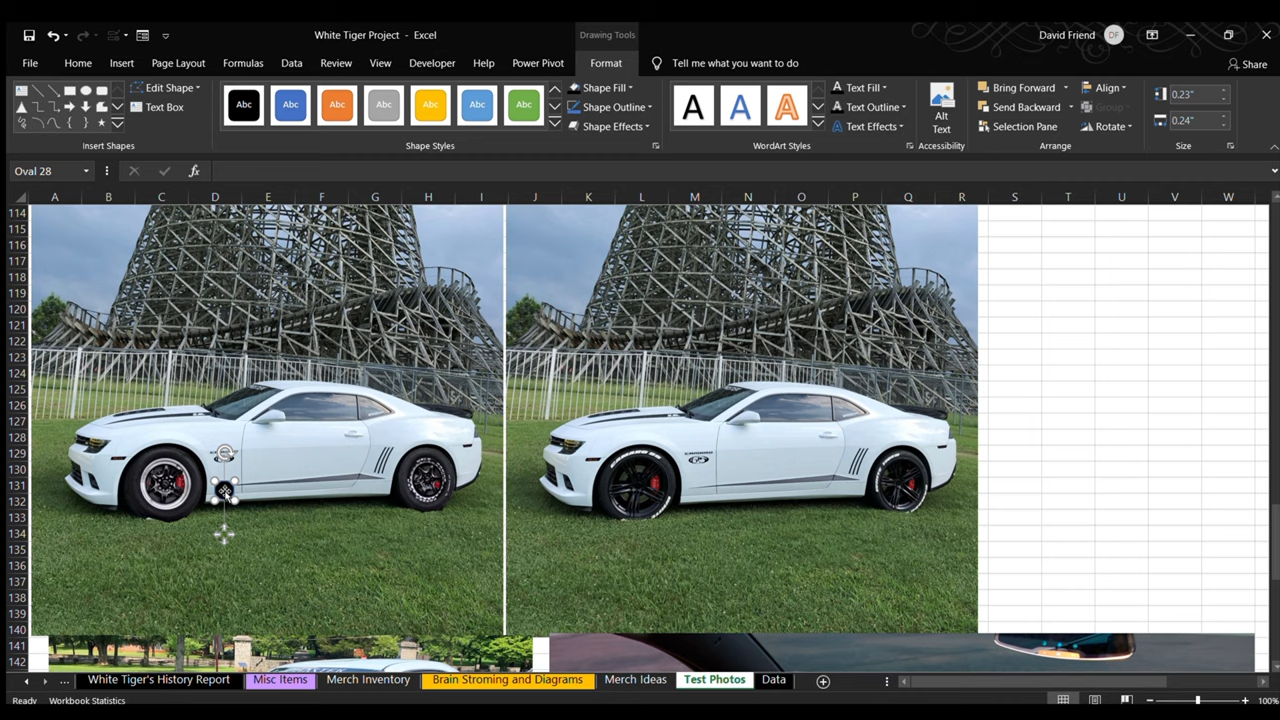 White Tiger Project - Excel
Drawing Tools
David Friend DF
File Home Insert Page Layout Formulas Data Review View Developer Help Power Pivot Format Tell me what you want to do Share
Edit Shape
Text Box
Insert Shapes
Abc Abc Abc Abc Abc Abc Abc
Shape Fill
Shape Outline
Shape Effects
Shape Styles
A A A
Text Fill
Text Outline
Text Effects
WordArt Styles
Alt
Text
Accessibility
Bring Forward
Send Backward
Selection Pane
Align
Group
Rotate
Arrange
0.23"
0.24"
Size
Oval 28 fx
A B C D E F G H I J K L M N O P Q R S T U V W
114
115
116
117
118
119
120
121
122
123
124
125
126
127
128
129
130
131
132
133
134
135
136
137
138
139
140
141
142
White Tiger's History Report Misc Items Merch Inventory Brain Stroming and Diagrams Merch Ideas Test Photos Data
Ready Workbook Statistics 100%